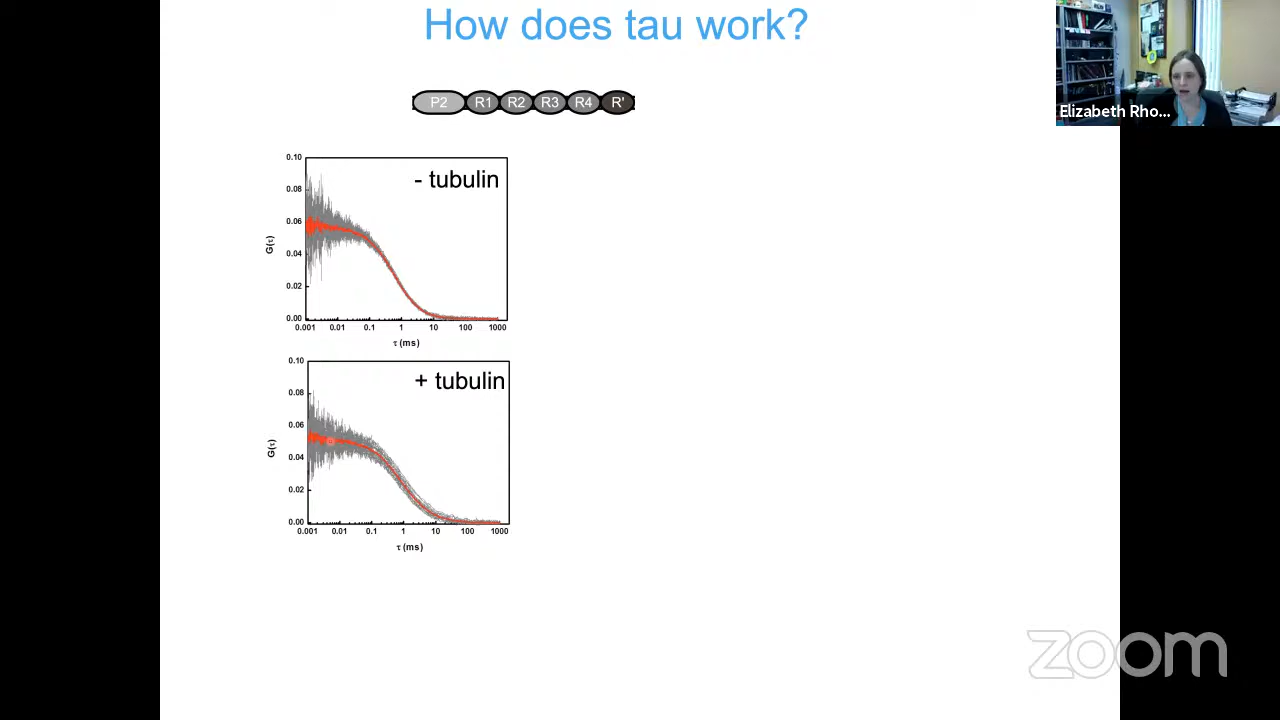 How does tau work?
P2 R1 R2 R3 R4 R'
Elizabeth Rho...
- tubulin
0.10
0.08
0.06
0.04
0.02
0.00
G(τ)
0.001 0.01 0.1 1 10 100 1000
τ (ms)
+ tubulin
0.10
0.08
0.06
0.04
0.02
0.00
G(τ)
0.001 0.01 0.1 1 10 100 1000
τ (ms)
zoom